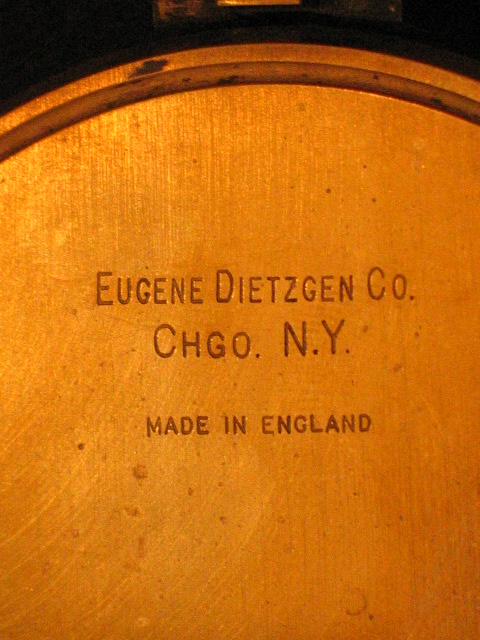 EUGENE DIETZGEN CO.
CHGO. N.Y.
MADE IN ENGLAND